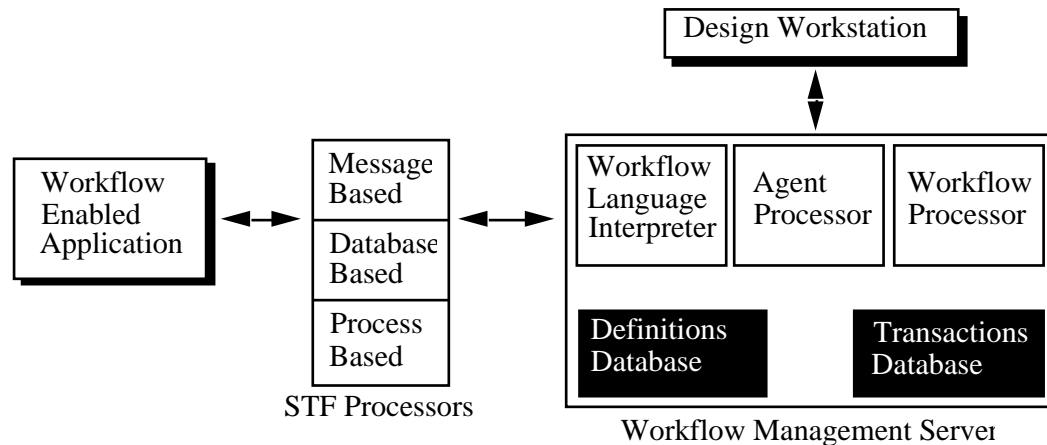 Design Workstation
Workflow
Enabled
Application
Message
Based
Database
Based
Process
Based
STF Processors
Workflow
Language
Interpreter
Agent
Processor
Workflow
Processor
Definitions
Database
Transactions
Database
Workflow Management Server